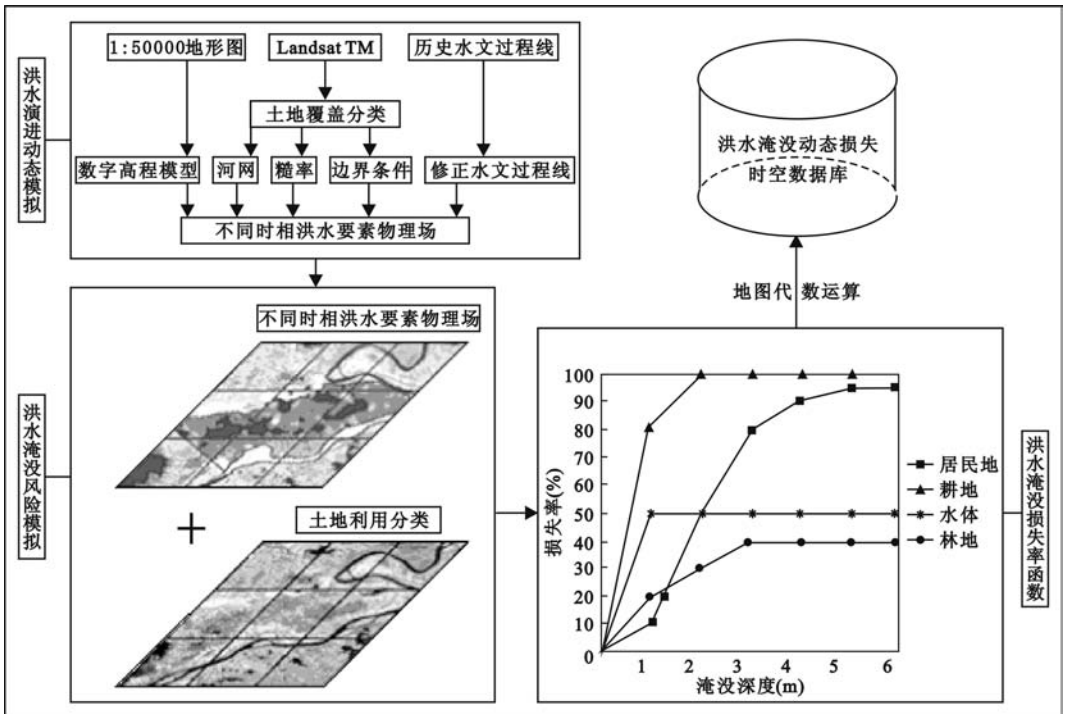 洪水演进动态模拟
1:50000地形图
Landsat TM
历史水文过程线
土地覆盖分类
数字高程模型
河网
糙率
边界条件
修正水文过程线
不同时相洪水要素物理场
洪水淹没风险模拟
不同时相洪水要素物理场
+
土地利用分类
洪水淹没动态损失
时空数据库
地图代数运算
损失率(%)
100
90
80
70
60
50
40
30
20
10
0
1 2 3 4 5 6
淹没深度(m)
居民地
耕地
水体
林地
洪水淹没损失率函数